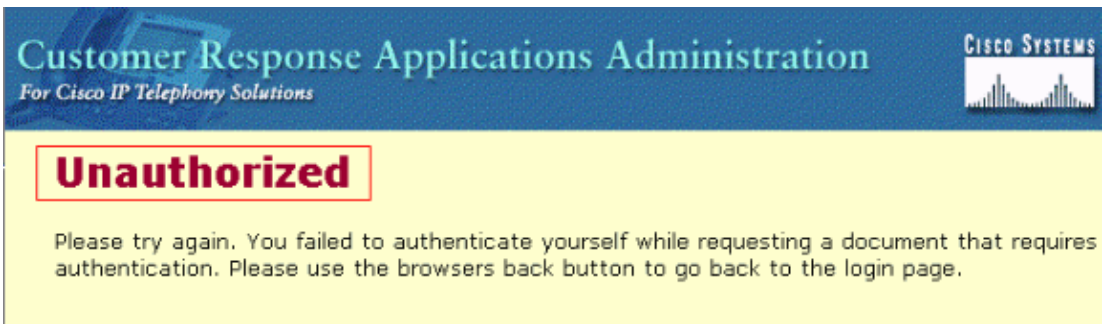 Customer Response Applications Administration
For Cisco IP Telephony Solutions
CISCO SYSTEMS
Unauthorized
Please try again. You failed to authenticate yourself while requesting a document that requires
authentication. Please use the browsers back button to go back to the login page.